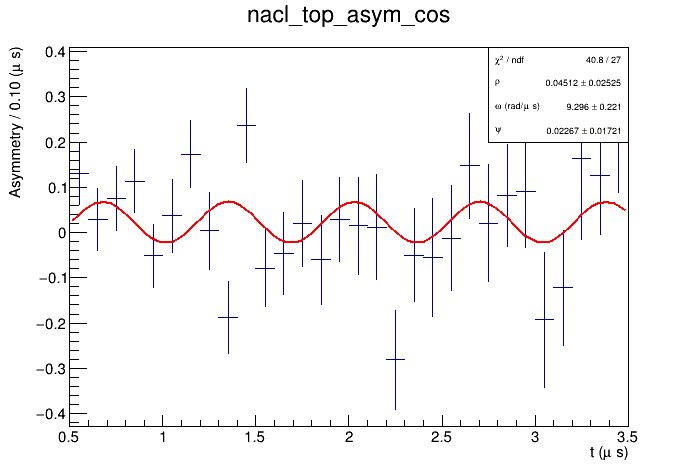 nacl_top_asym_cos
Asymmetry / 0.10 (μ s)
χ² / ndf 40.8 / 27
ρ 0.04512 ± 0.02525
ω (rad/μ s) 9.296 ± 0.221
ψ 0.02267 ± 0.01721
0.4
0.3
0.2
0.1
0
−0.1
−0.2
−0.3
−0.4
0.5 1 1.5 2 2.5 3 3.5
t (μ s)